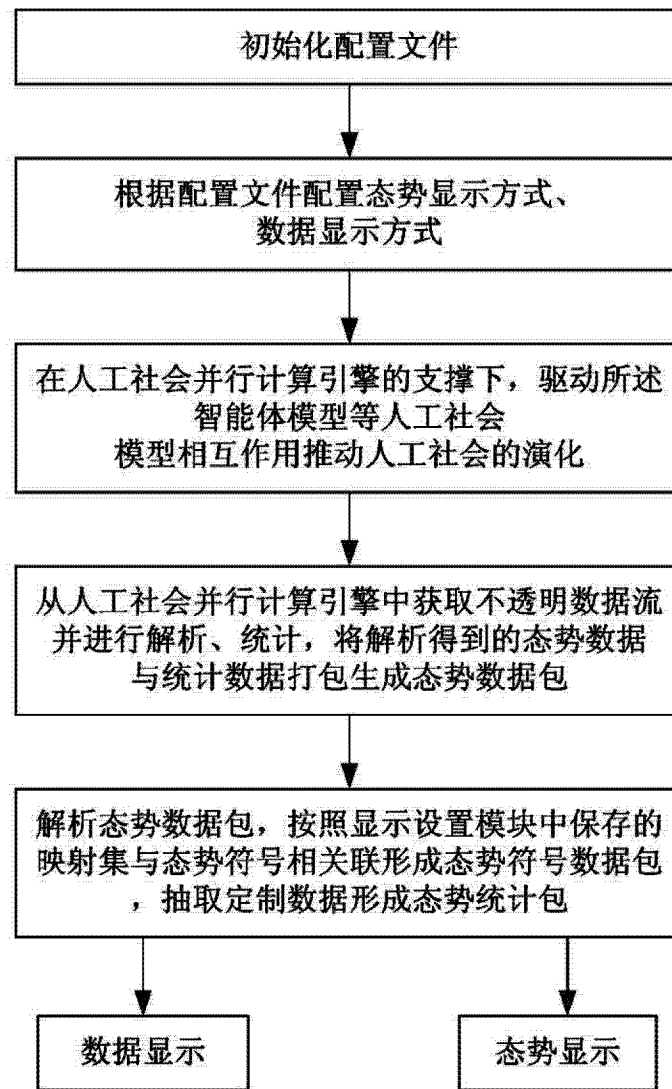 初始化配置文件
根据配置文件配置态势显示方式、
数据显示方式
在人工社会并行计算引擎的支撑下，驱动所述
智能体模型等人工社会
模型相互作用推动人工社会的演化
从人工社会并行计算引擎中获取不透明数据流
并进行解析、统计，将解析得到的态势数据
与统计数据打包生成态势数据包
解析态势数据包，按照显示设置模块中保存的
映射集与态势符号相关联形成态势符号数据包
，抽取定制数据形成态势统计包
数据显示
态势显示